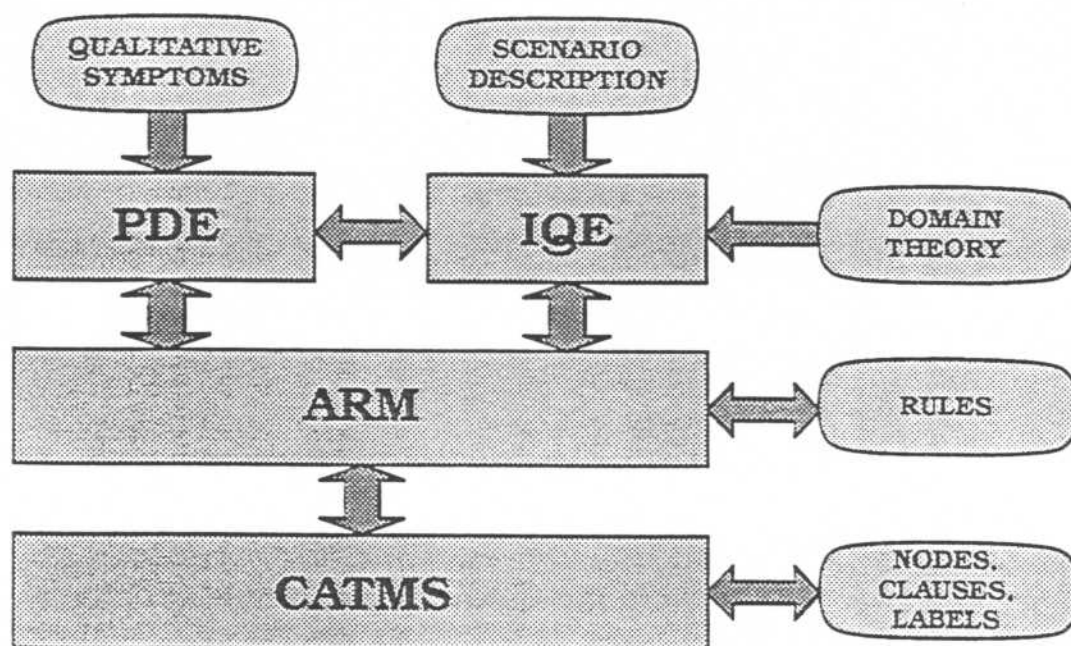 QUALITATIVE
SYMPTOMS
SCENARIO
DESCRIPTION
PDE
IQE
DOMAIN
THEORY
ARM
RULES
CATMS
NODES,
CLAUSES,
LABELS